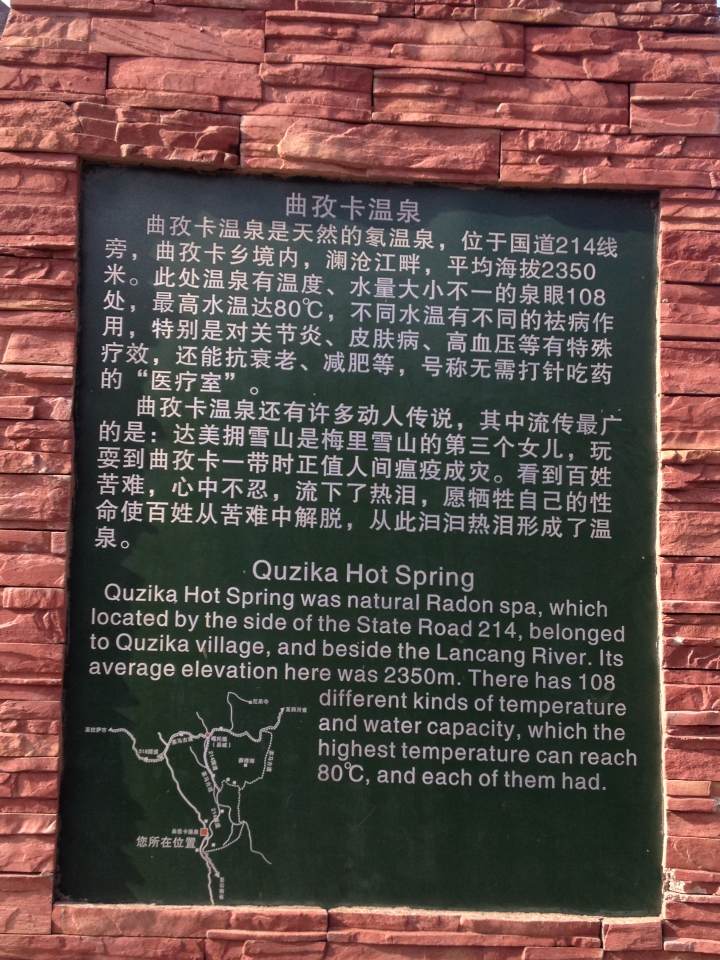 曲孜卡温泉
曲孜卡温泉是天然的氡温泉，位于国道214线
旁，曲孜卡乡境内，澜沧江畔，平均海拔2350
米。此处温泉有温度、水量大小不一的泉眼108
处，最高水温达80℃，不同水温有不同的祛病作
用，特别是对关节炎、皮肤病、高血压等有特殊
疗效，还能抗衰老、减肥等，号称无需打针吃药
的“医疗室”。
曲孜卡温泉还有许多动人传说，其中流传最广
的是：达美拥雪山是梅里雪山的第三个女儿，玩
耍到曲孜卡一带时正值人间瘟疫成灾。看到百姓
苦难，心中不忍，流下了热泪，愿牺牲自己的性
命使百姓从苦难中解脱，从此汩汩热泪形成了温
泉。
Quzika Hot Spring
Quzika Hot Spring was natural Radon spa, which
located by the side of the State Road 214, belonged
to Quzika village, and beside the Lancang River. Its
average elevation here was 2350m. There has 108
different kinds of temperature
and water capacity, which the
highest temperature can reach
80℃, and each of them had.
曲孜卡温泉
您所在位置